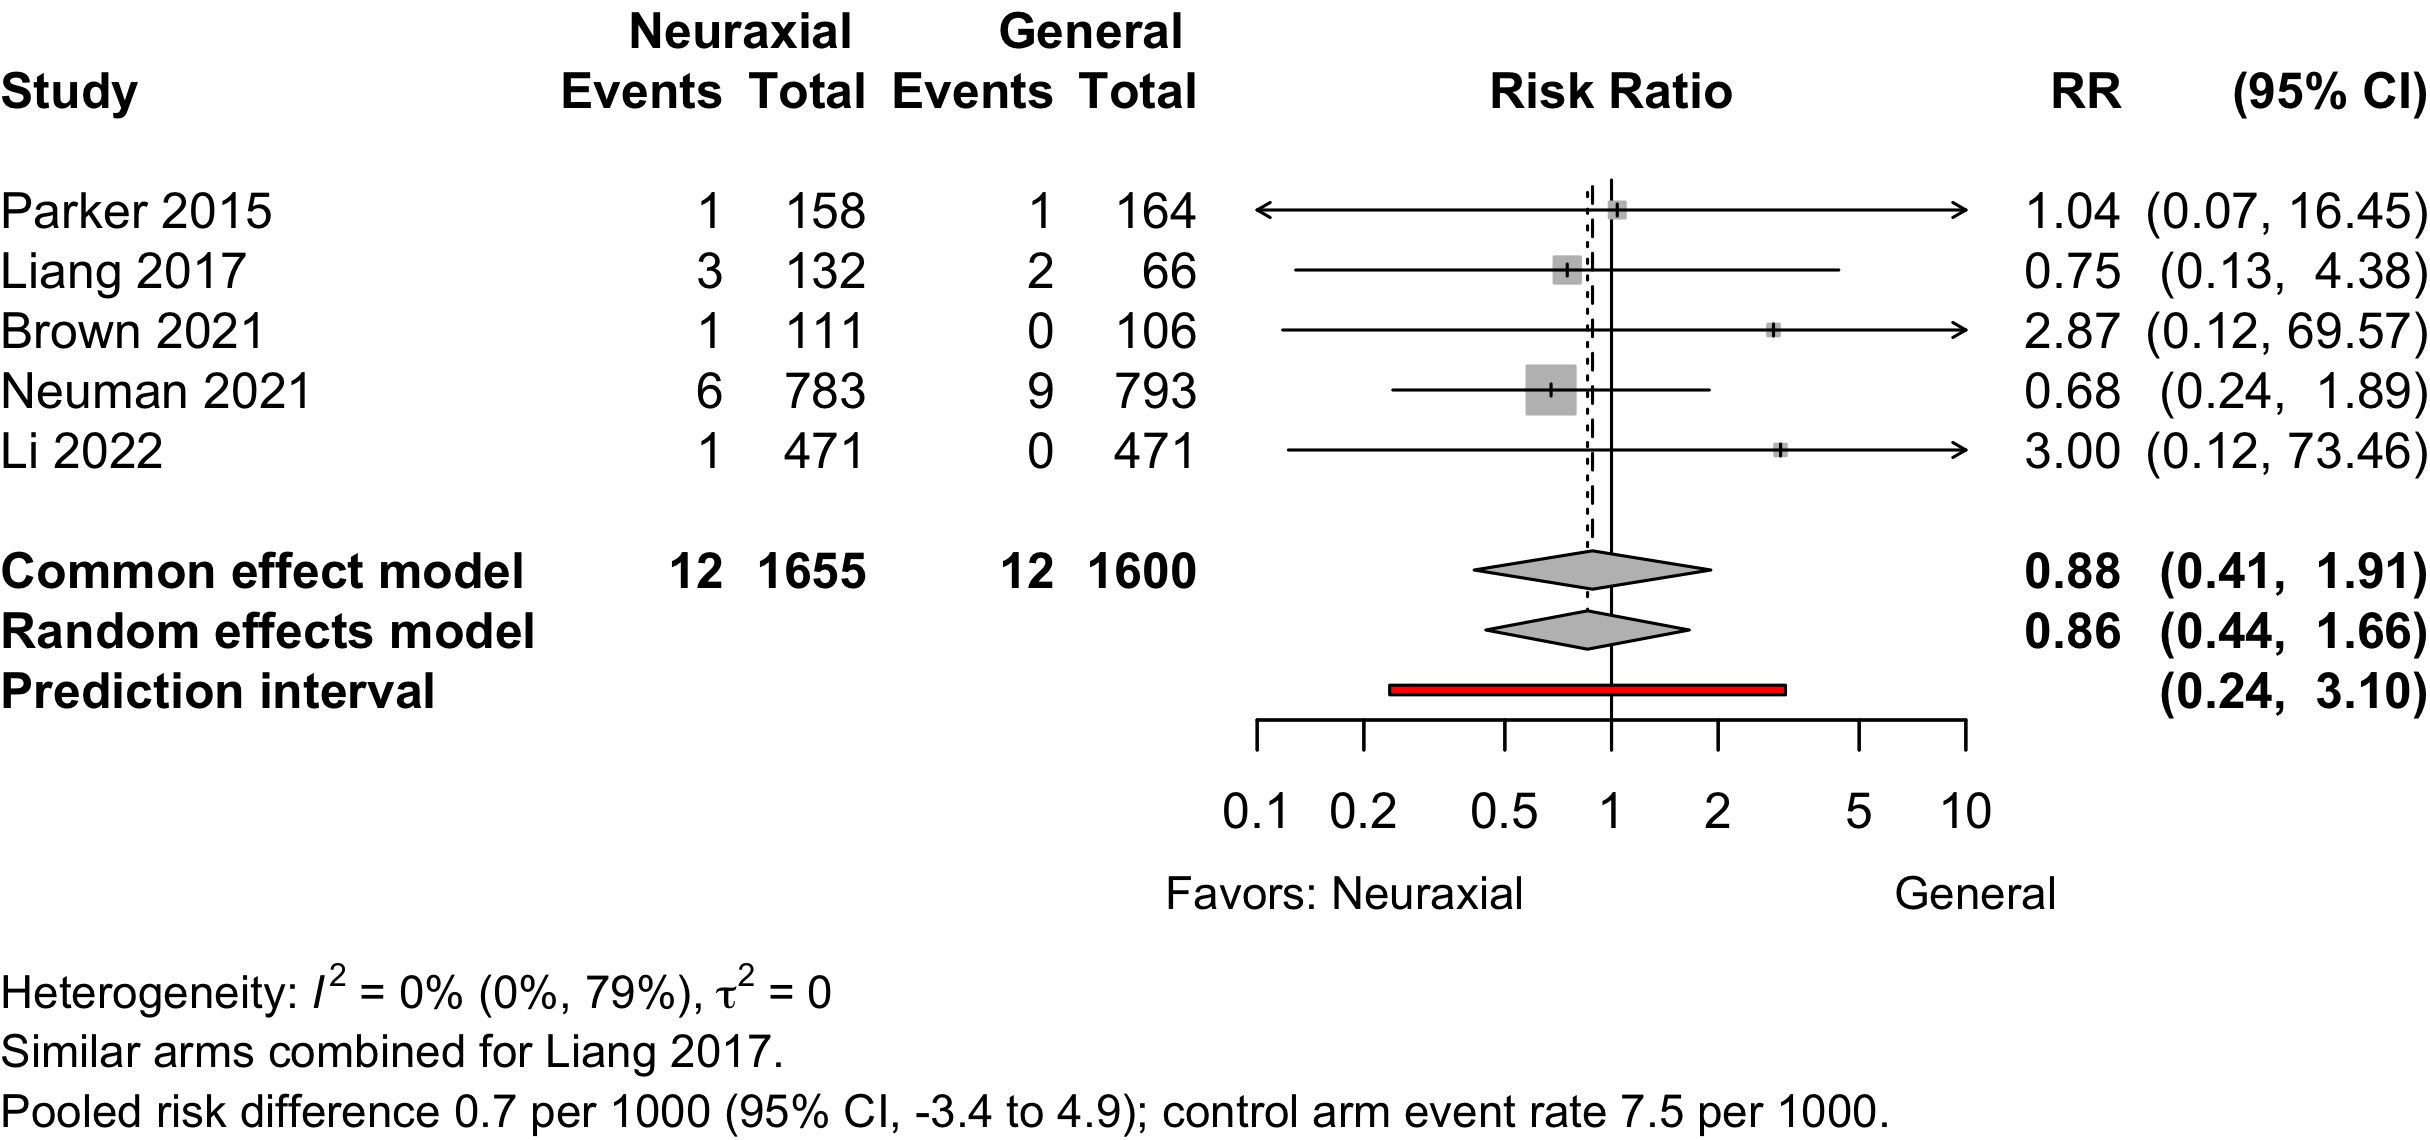 Neuraxial General
Study Events Total Events Total Risk Ratio RR (95% CI)
Parker 2015 1 158 1 164 1.04 (0.07, 16.45)
Liang 2017 3 132 2 66 0.75 (0.13, 4.38)
Brown 2021 1 111 0 106 2.87 (0.12, 69.57)
Neuman 2021 6 783 9 793 0.68 (0.24, 1.89)
Li 2022 1 471 0 471 3.00 (0.12, 73.46)
Common effect model 12 1655 12 1600 0.88 (0.41, 1.91)
Random effects model 0.86 (0.44, 1.66)
Prediction interval (0.24, 3.10)
0.1 0.2 0.5 1 2 5 10
Favors: Neuraxial General
Heterogeneity: I² = 0% (0%, 79%), τ² = 0
Similar arms combined for Liang 2017.
Pooled risk difference 0.7 per 1000 (95% CI, -3.4 to 4.9); control arm event rate 7.5 per 1000.